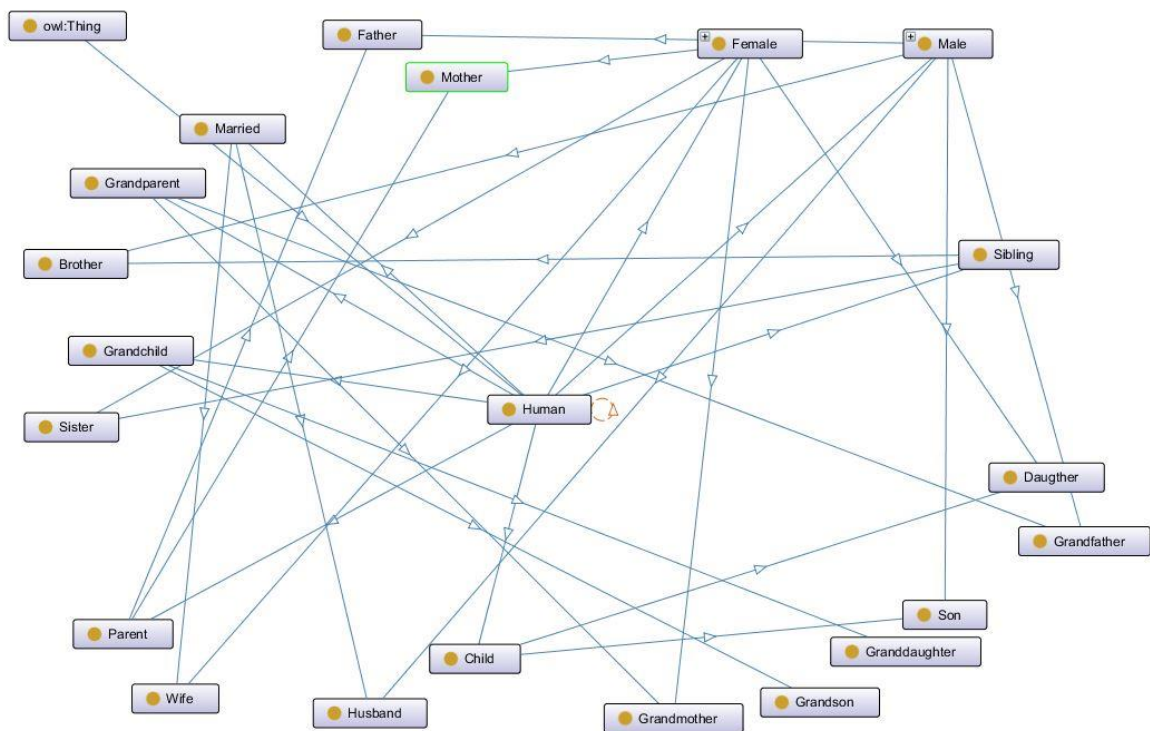 owl:Thing
Father
Female
Male
Mother
Married
Grandparent
Brother
Sibling
Grandchild
Human
Sister
Daugther
Grandfather
Son
Parent
Child
Granddaughter
Wife
Husband
Grandson
Grandmother